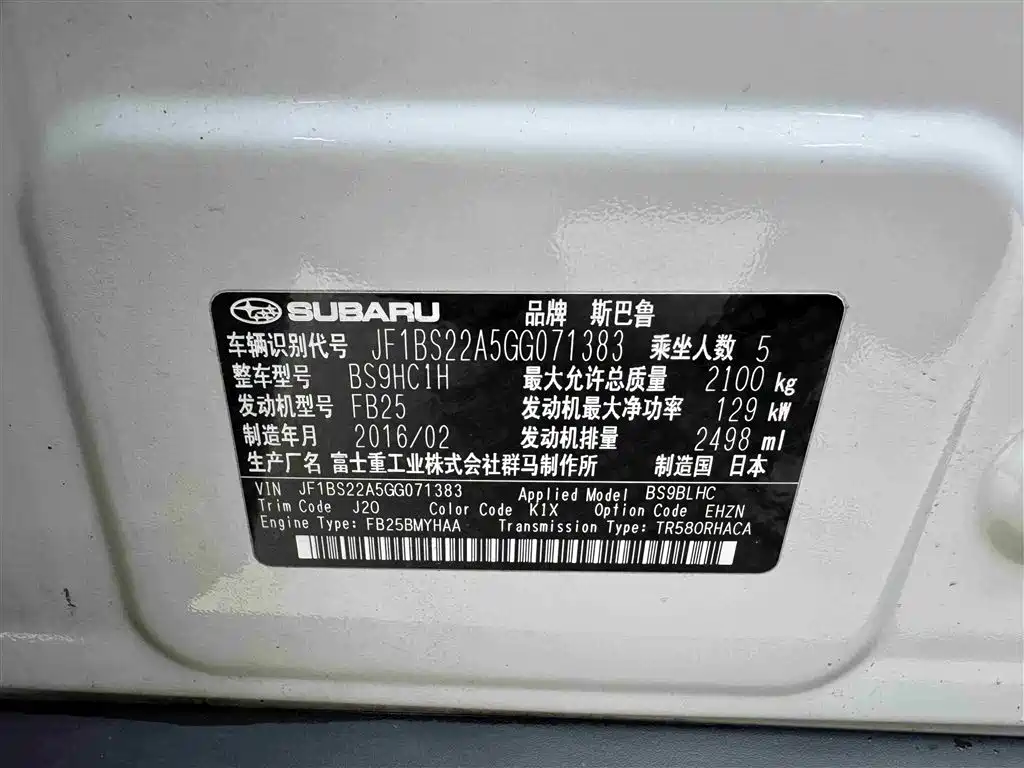 SUBARU 品牌 斯巴鲁
车辆识别代号 JF1BS22A5GG071383 乘坐人数 5
整车型号 BS9HC1H 最大允许总质量 2100 kg
发动机型号 FB25 发动机最大净功率 129 kW
制造年月 2016/02 发动机排量 2498 ml
生产厂名 富士重工业株式会社群马制作所 制造国 日本
VIN JF1BS22A5GG071383 Applied Model BS9BLHC
Trim Code J20 Color Code K1X Option Code EHZN
Engine Type: FB25BMYHAA Transmission Type: TR580RHACA